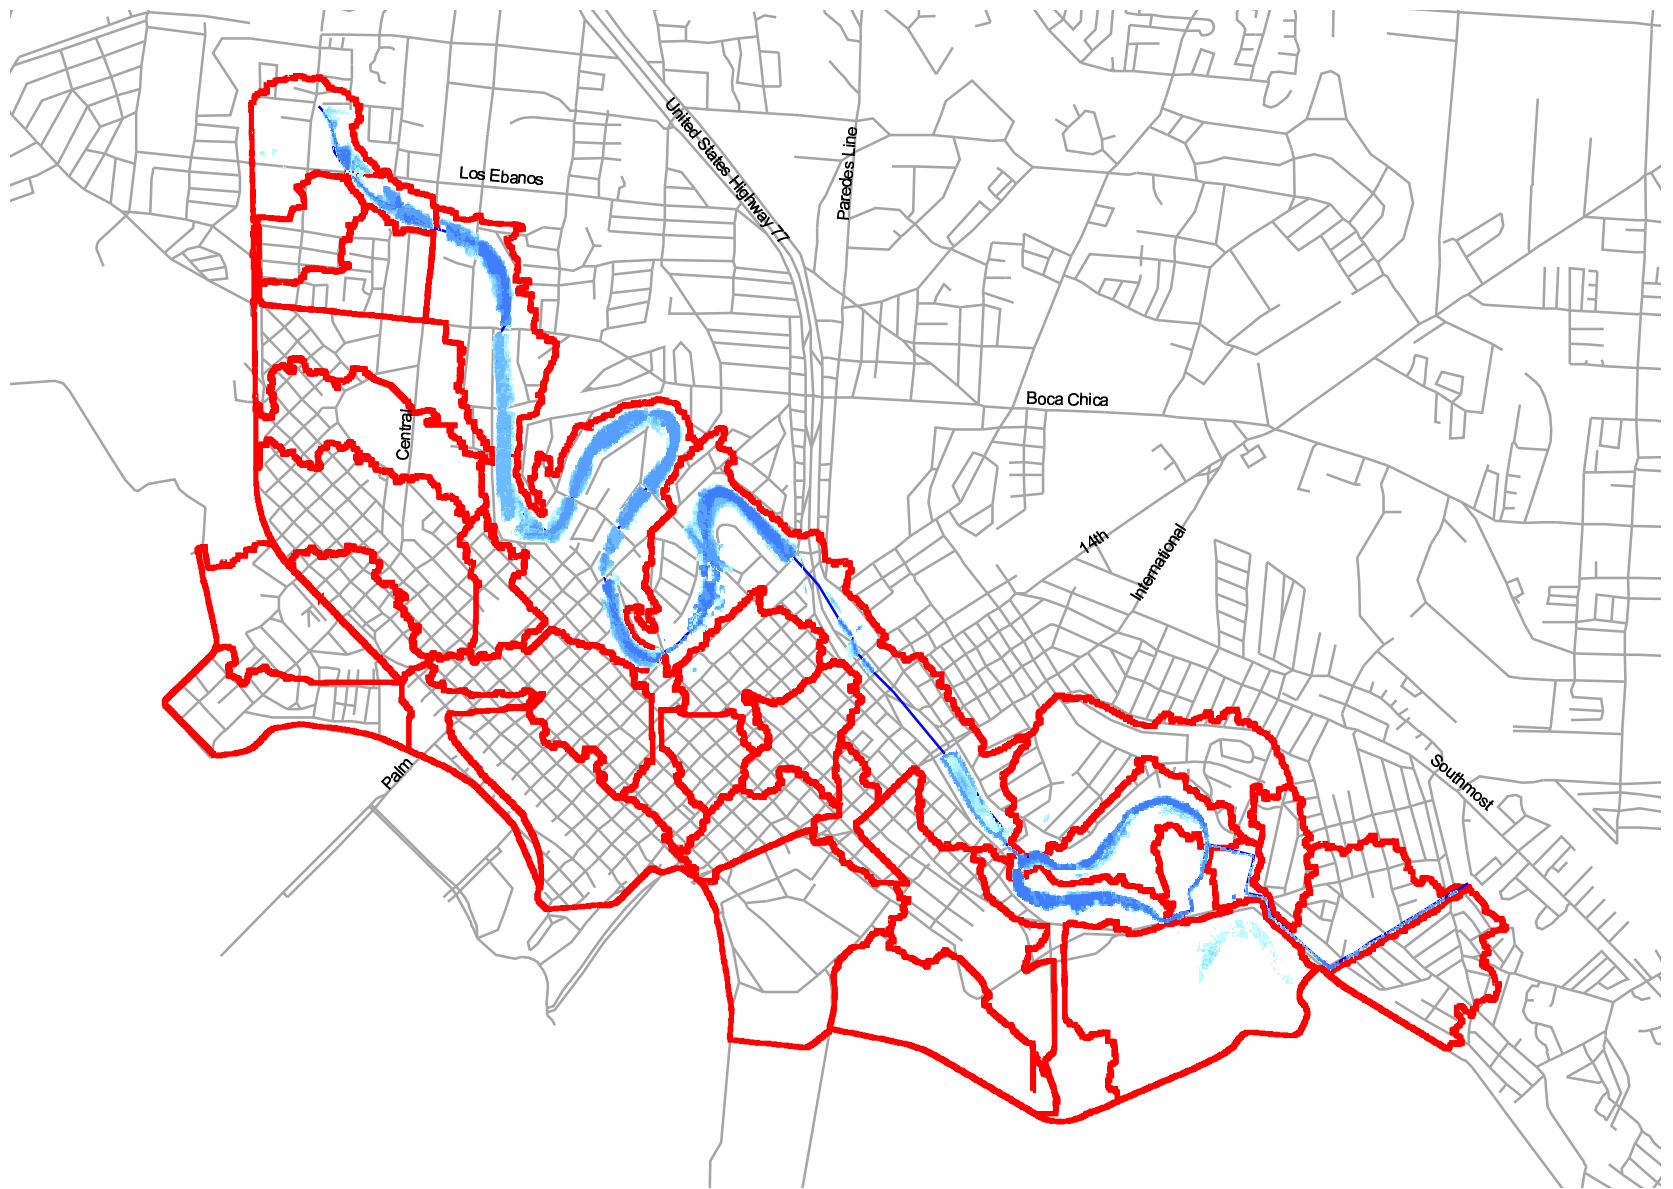 United States Highway 77
Paredes Line
Los Ebanos
Boca Chica
Central
14th
International
Palm
Southmost